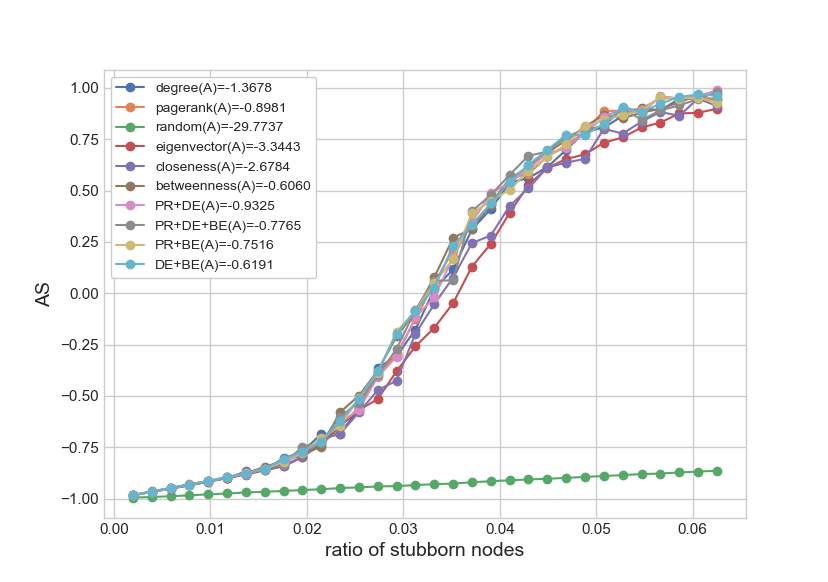 1.00
0.75
0.50
0.25
0.00
−0.25
−0.50
−0.75
−1.00
AS
degree(A)=-1.3678
pagerank(A)=-0.8981
random(A)=-29.7737
eigenvector(A)=-3.3443
closeness(A)=-2.6784
betweenness(A)=-0.6060
PR+DE(A)=-0.9325
PR+DE+BE(A)=-0.7765
PR+BE(A)=-0.7516
DE+BE(A)=-0.6191
0.00 0.01 0.02 0.03 0.04 0.05 0.06
ratio of stubborn nodes